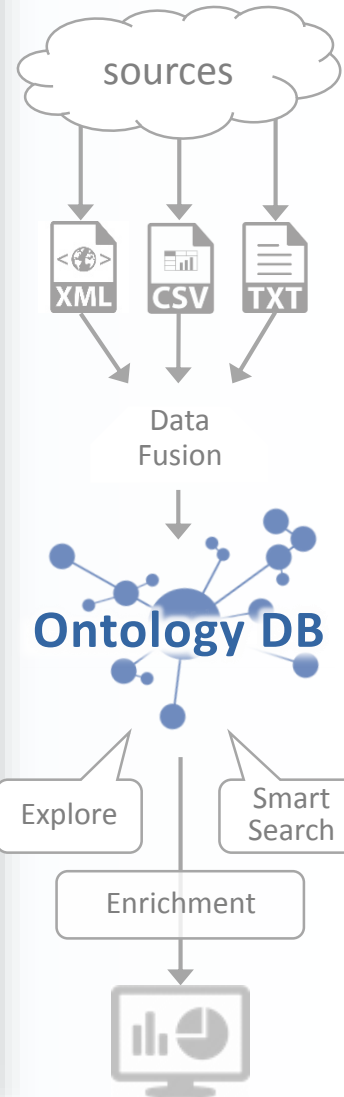 sources
XML
CSV
TXT
Data
Fusion
Ontology DB
Explore
Smart
Search
Enrichment